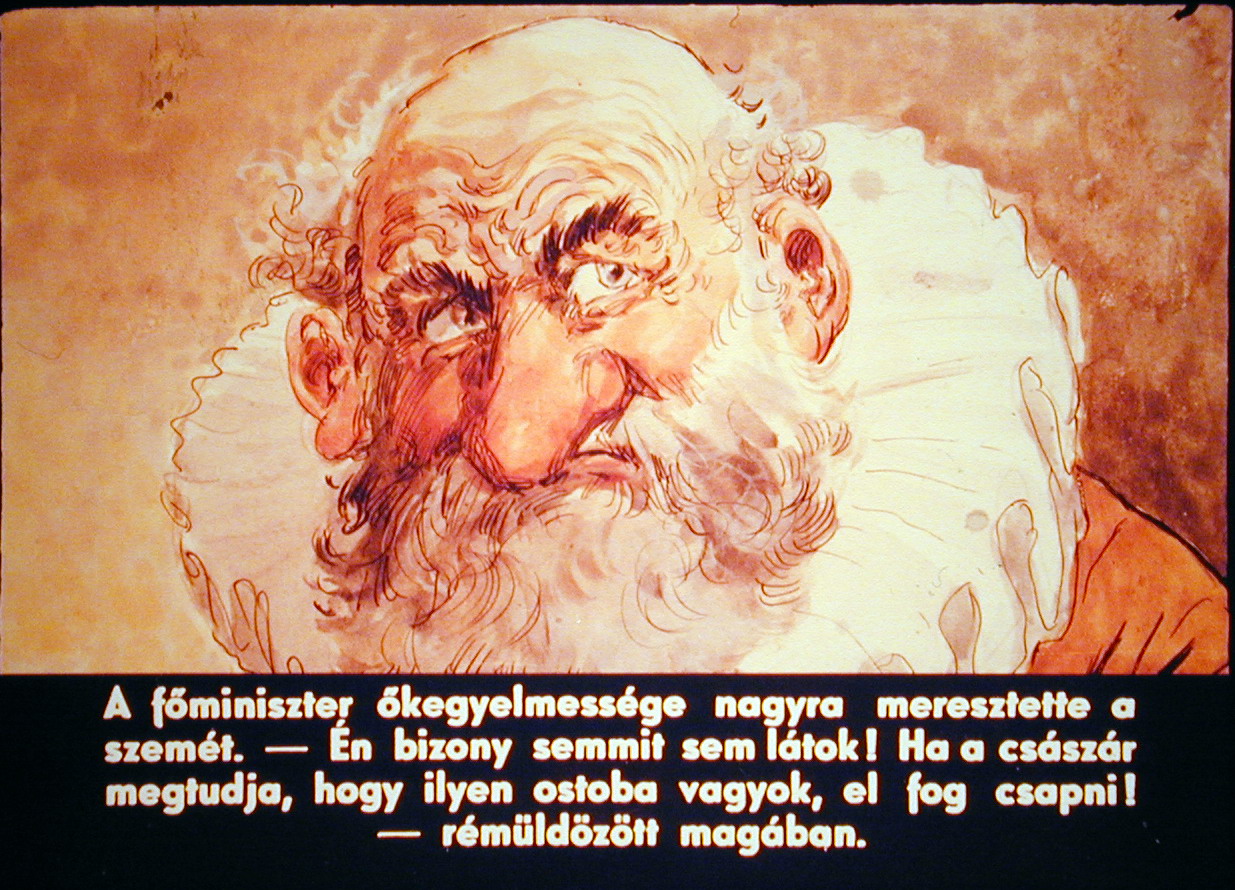 A főminiszter őkegyelmessége nagyra meresztette a
szemét. — Én bizony semmit sem látok! Ha a császár
megtudja, hogy ilyen ostoba vagyok, el fog csapni!
— rémüldözött magában.